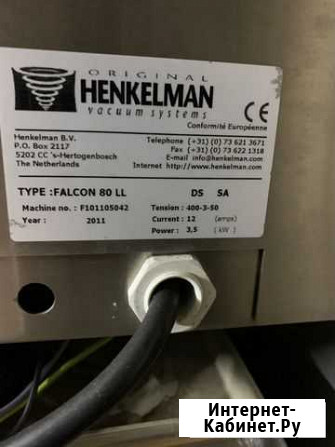 ORIGINAL
HENKELMAN
vacuum systems
CE
Conformité Européenne
Henkelman B.V.
P.O. Box 2117
5202 CC 's-Hertogenbosch
The Netherlands
Telephone (+31) (0) 73 621 3671
Fax (+31) (0) 73 622 1318
E-mail info@henkelman.com
Internet http://www.henkelman.com
TYPE :FALCON 80 LL DS SA
Machine no. : F101105042 Tension : 400-3-50
Year : 2011 Current : 12 (amps)
Power : 3,5 (kW)
Интернет-
Кабинет.Ру